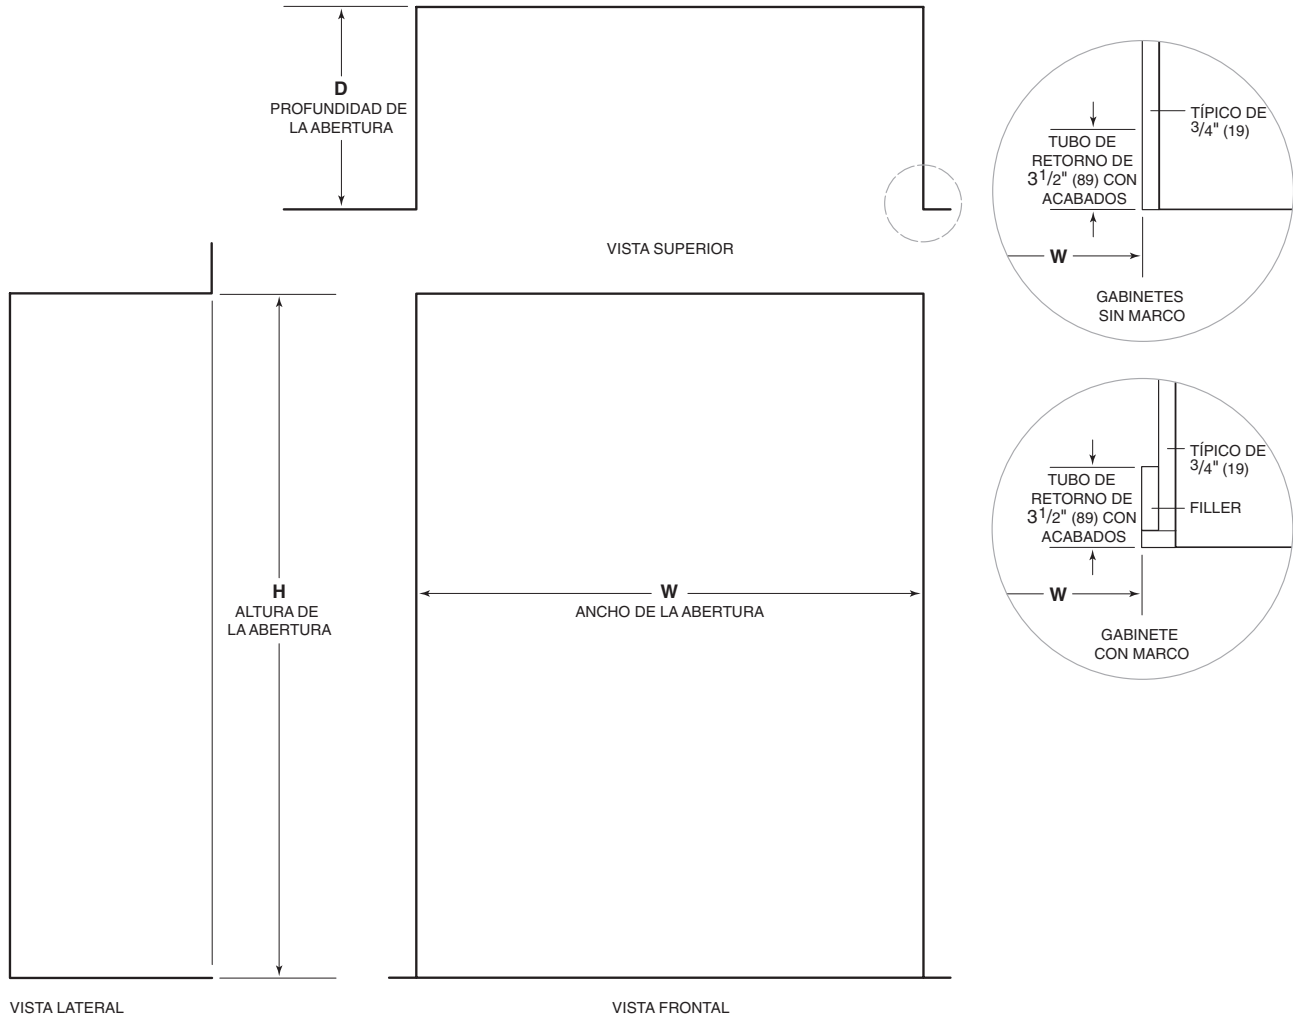 D
PROFUNDIDAD DE
LA ABERTURA
VISTA SUPERIOR
TÍPICO DE
3/4" (19)
TUBO DE
RETORNO DE
3 1/2" (89) CON
ACABADOS
W
GABINETES
SIN MARCO
TÍPICO DE
3/4" (19)
TUBO DE
RETORNO DE
3 1/2" (89) CON
ACABADOS
FILLER
W
GABINETE
CON MARCO
H
ALTURA DE
LA ABERTURA
W
ANCHO DE LA ABERTURA
VISTA LATERAL
VISTA FRONTAL